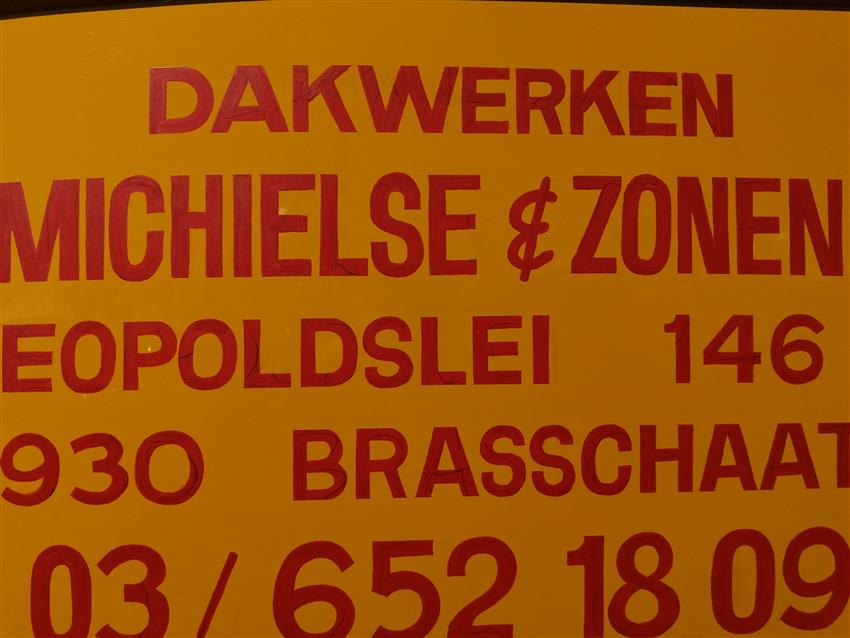 DAKWERKEN
MICHIELSE & ZONEN
EOPOLDSLEI 146
930 BRASSCHAAT
03/652 18 09